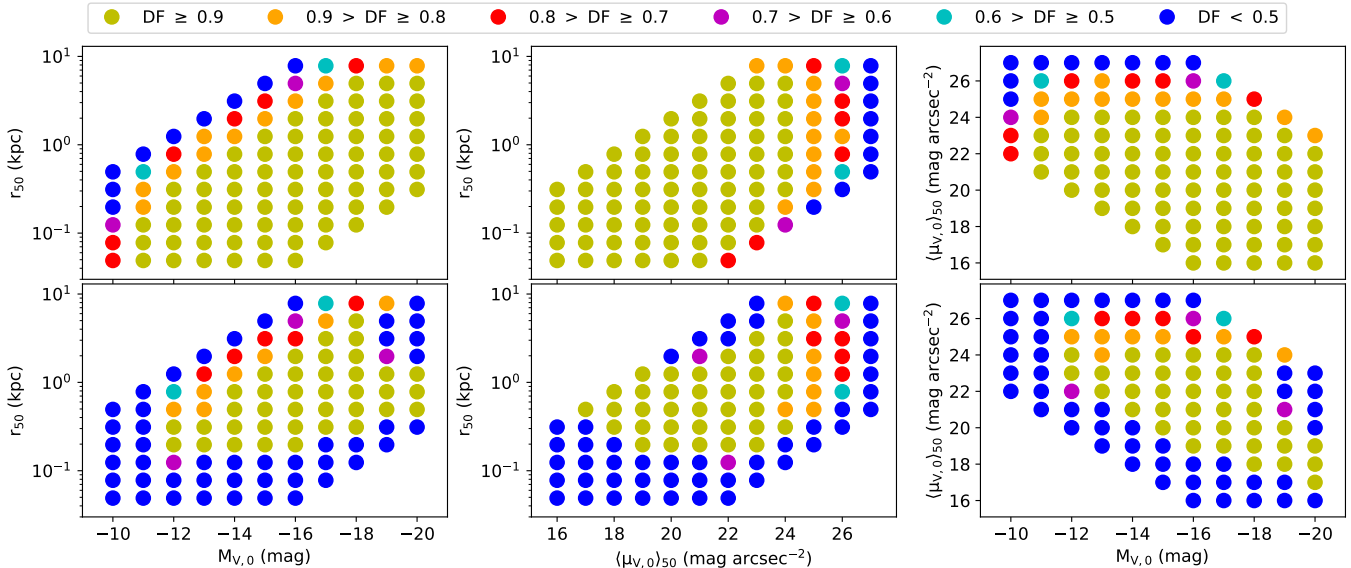 DF ≥ 0.9 0.9 > DF ≥ 0.8 0.8 > DF ≥ 0.7 0.7 > DF ≥ 0.6 0.6 > DF ≥ 0.5 DF < 0.5
r₅₀ (kpc)
10¹
10⁰
10⁻¹
r₅₀ (kpc)
10¹
10⁰
10⁻¹
⟨μ_V,0⟩₅₀ (mag arcsec⁻²)
26
24
22
20
18
16
r₅₀ (kpc)
10¹
10⁰
10⁻¹
−10 −12 −14 −16 −18 −20
M_V,0 (mag)
r₅₀ (kpc)
10¹
10⁰
10⁻¹
16 18 20 22 24 26
⟨μ_V,0⟩₅₀ (mag arcsec⁻²)
⟨μ_V,0⟩₅₀ (mag arcsec⁻²)
26
24
22
20
18
16
−10 −12 −14 −16 −18 −20
M_V,0 (mag)